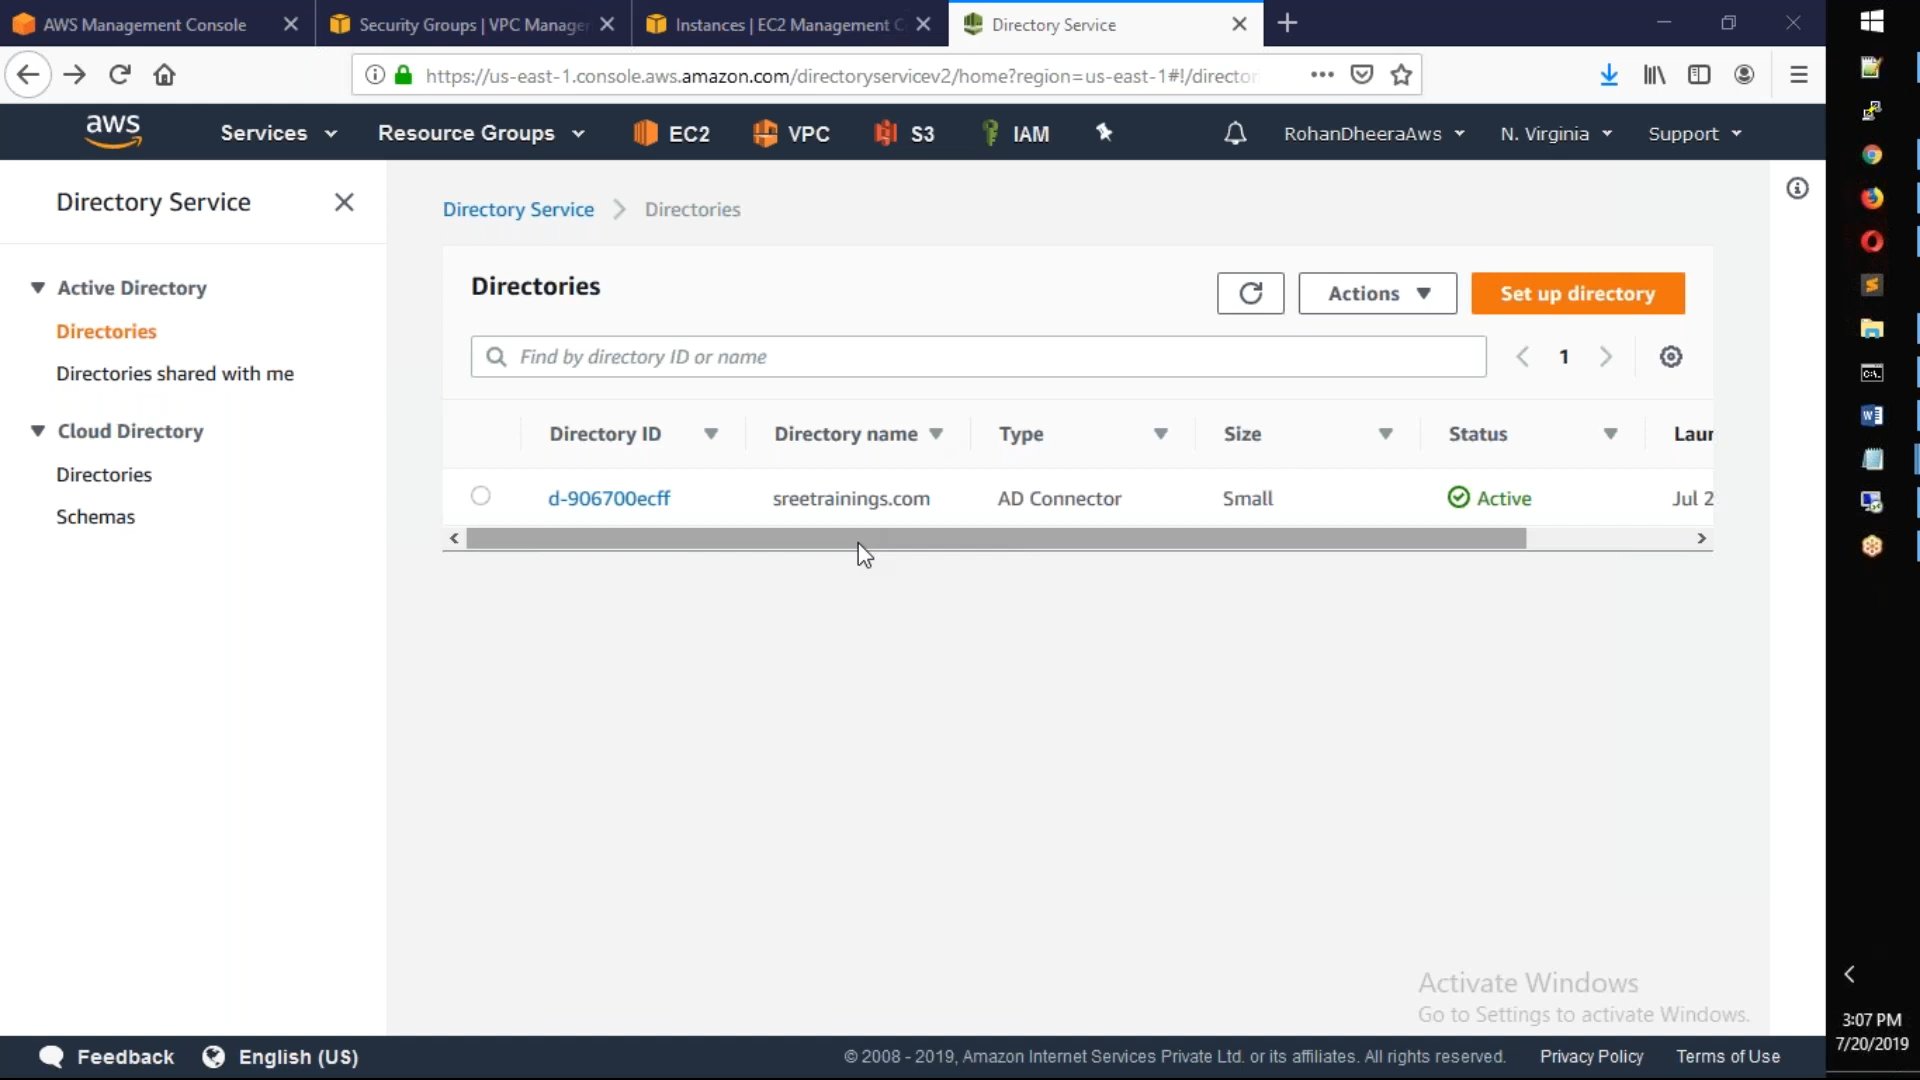 AWS Management Console
Security Groups | VPC Manage
Instances | EC2 Management C
Directory Service
https://us-east-1.console.aws.amazon.com/directoryservicev2/home?region=us-east-1#!/director
aws
Services
Resource Groups
EC2
VPC
S3
IAM
RohanDheeraAws
N. Virginia
Support
Directory Service
Active Directory
Directories
Directories shared with me
Cloud Directory
Directories
Schemas
Directory Service
Directories
Directories
Actions
Set up directory
Find by directory ID or name
1
Directory ID
Directory name
Type
Size
Status
Laur
d-906700ecff
sreetrainings.com
AD Connector
Small
Active
Jul 2
Activate Windows
Go to Settings to activate Windows.
Feedback
English (US)
© 2008 - 2019, Amazon Internet Services Private Ltd. or its affiliates. All rights reserved.
Privacy Policy
Terms of Use
3:07 PM
7/20/2019